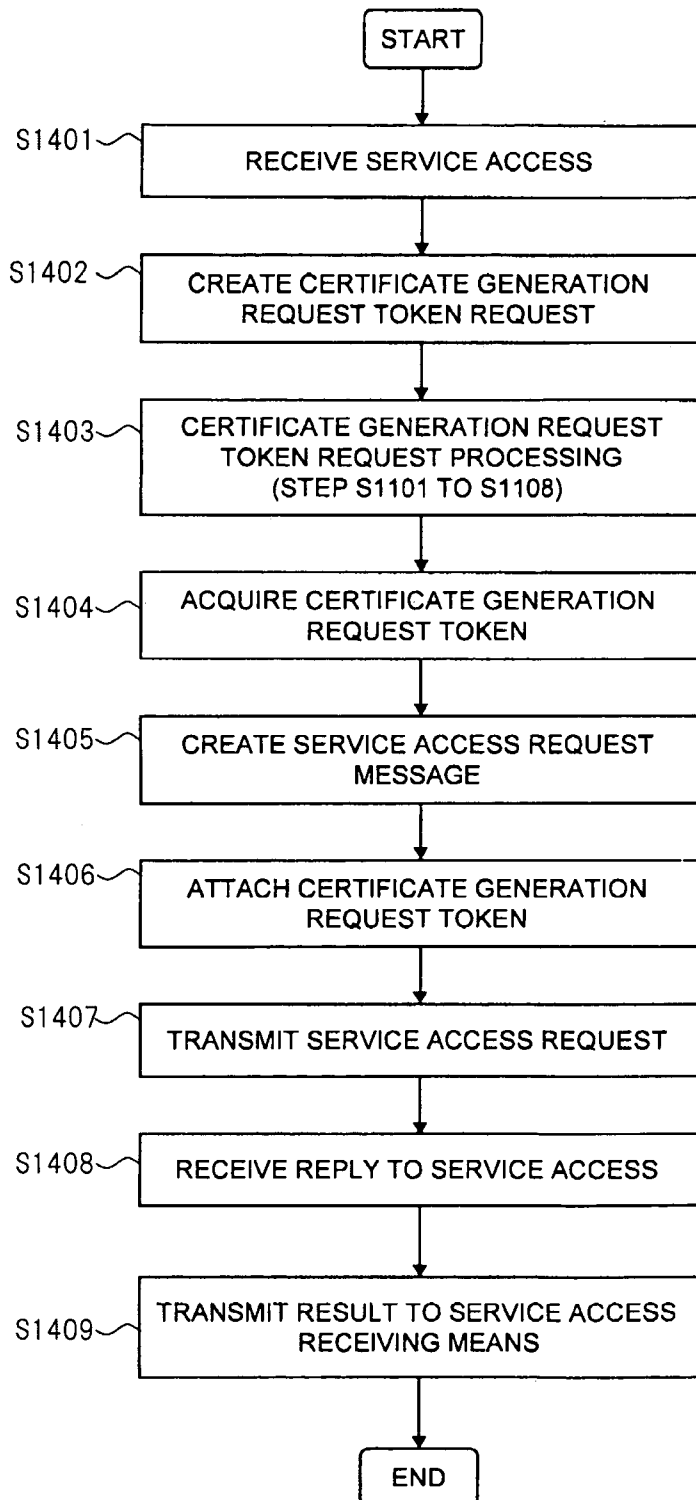 START
S1401
RECEIVE SERVICE ACCESS
S1402
CREATE CERTIFICATE GENERATION
REQUEST TOKEN REQUEST
S1403
CERTIFICATE GENERATION REQUEST
TOKEN REQUEST PROCESSING
(STEP S1101 TO S1108)
S1404
ACQUIRE CERTIFICATE GENERATION
REQUEST TOKEN
S1405
CREATE SERVICE ACCESS REQUEST
MESSAGE
S1406
ATTACH CERTIFICATE GENERATION
REQUEST TOKEN
S1407
TRANSMIT SERVICE ACCESS REQUEST
S1408
RECEIVE REPLY TO SERVICE ACCESS
S1409
TRANSMIT RESULT TO SERVICE ACCESS
RECEIVING MEANS
END